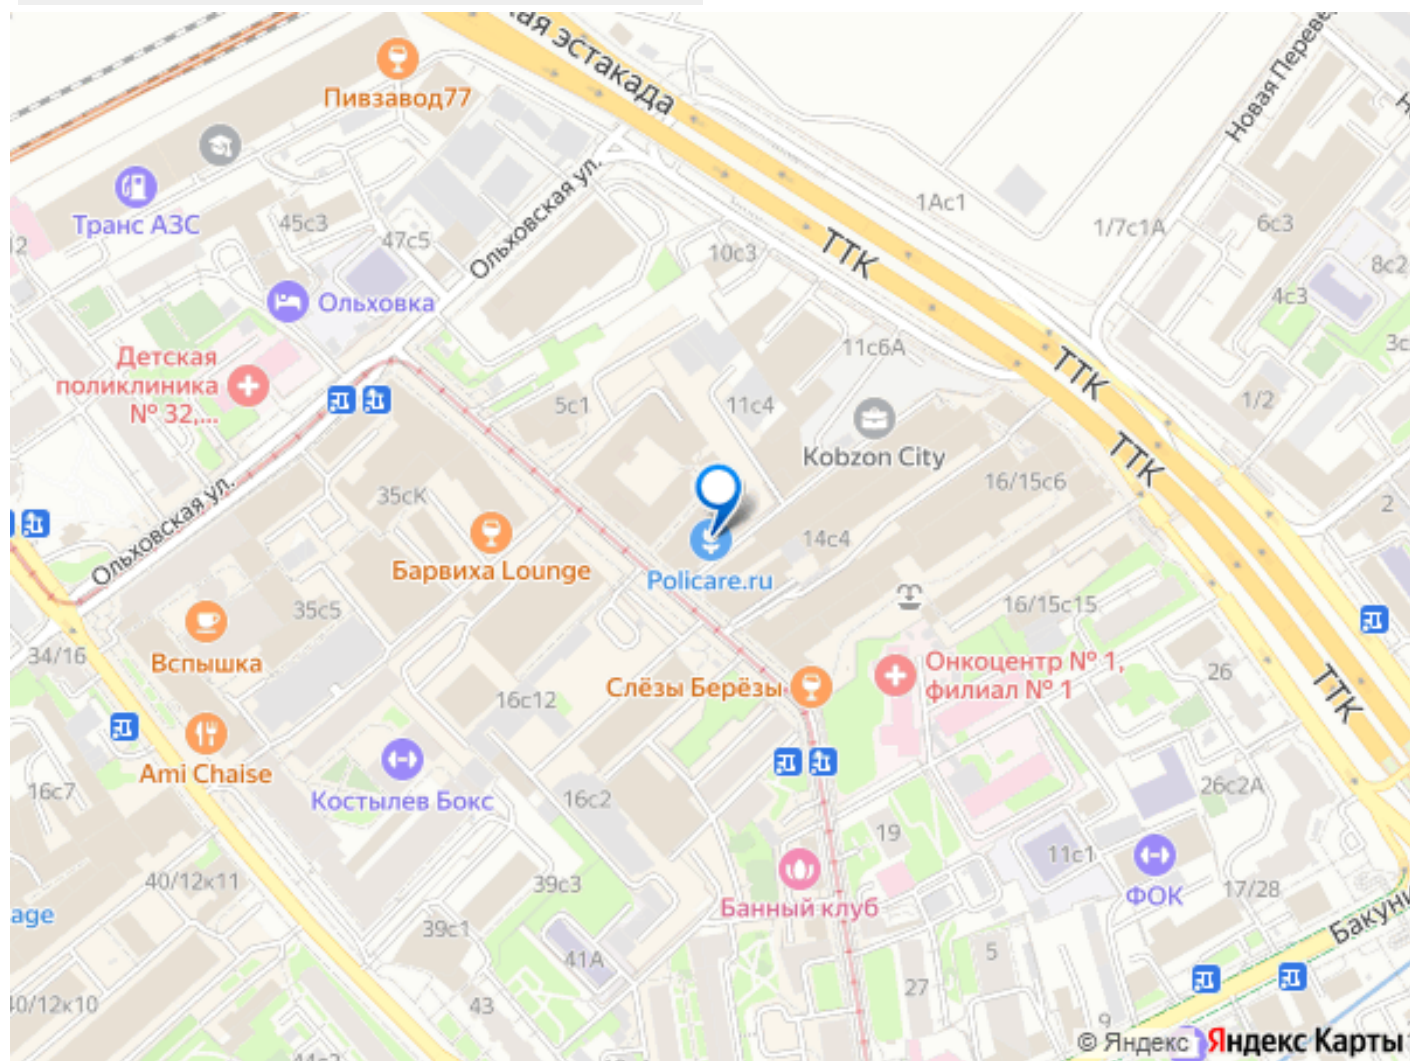 кая эстакада
Пивзавод77
Новая Переве
Транс АЗС
45с3
47с5
Ольховская ул.
1Ас1
1/7с1А
6с3
8с2
12
10с3
ТТК
4с3
Ольховка
Детская
поликлиника
№ 32,...
11с6А
ТТК
3с
5с1
11с4
1/2
Kobzon City
ТТК
16/15с6
35сК
2
Ольховская ул.
14с4
Барвиха Lounge
Policare.ru
35с5
16/15с15
34/16
Вспышка
Онкоцентр № 1,
филиал № 1
26
Слёзы Берёзы
ТТК
16с12
Ami Chaise
16с7
Костылев Бокс
16с2
26с2А
19
11с1
40/12к11
39с3
ФОК
17/28
age
Банный клуб
Бакуни
39с1
41А
5
27
40/12к10
43
9
44с2
© Яндекс
Яндекс Карты